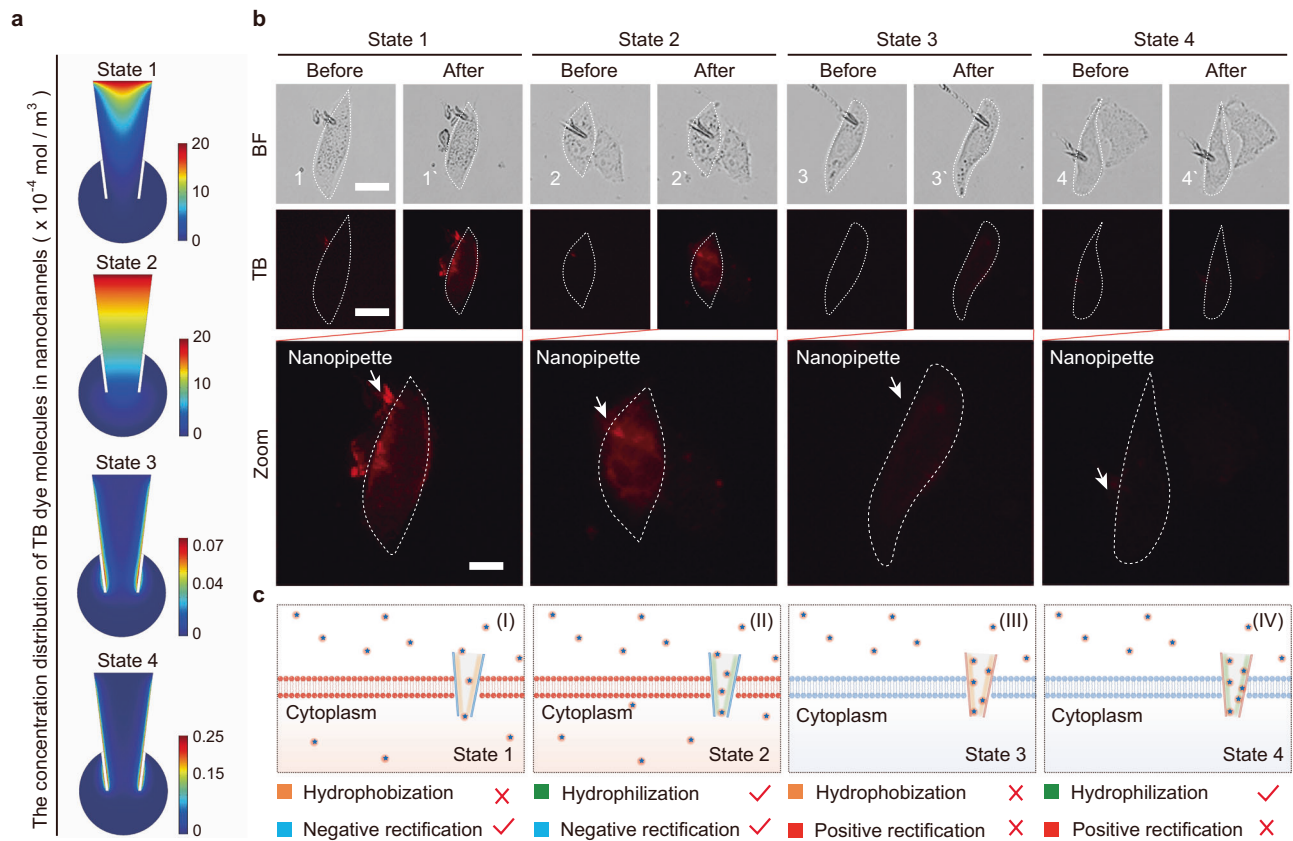 a
The conconcentration distribution of TB dye molecules in nanochannels ( x 10⁻⁴ mol / m³ )
State 1
20
10
0
State 2
20
10
0
State 3
0.07
0.04
0
State 4
0.25
0.15
0
b
State 1
State 2
State 3
State 4
Before
After
Before
After
Before
After
Before
After
BF
1
1`
2
2`
3
3`
4
4`
TB
Zoom
Nanopipette
Nanopipette
Nanopipette
Nanopipette
c
(I)
Cytoplasm
State 1
(II)
Cytoplasm
State 2
(III)
Cytoplasm
State 3
(IV)
Cytoplasm
State 4
Hydrophobization
Negative rectification
Hydrophilization
Negative rectification
Hydrophobization
Positive rectification
Hydrophilization
Positive rectification